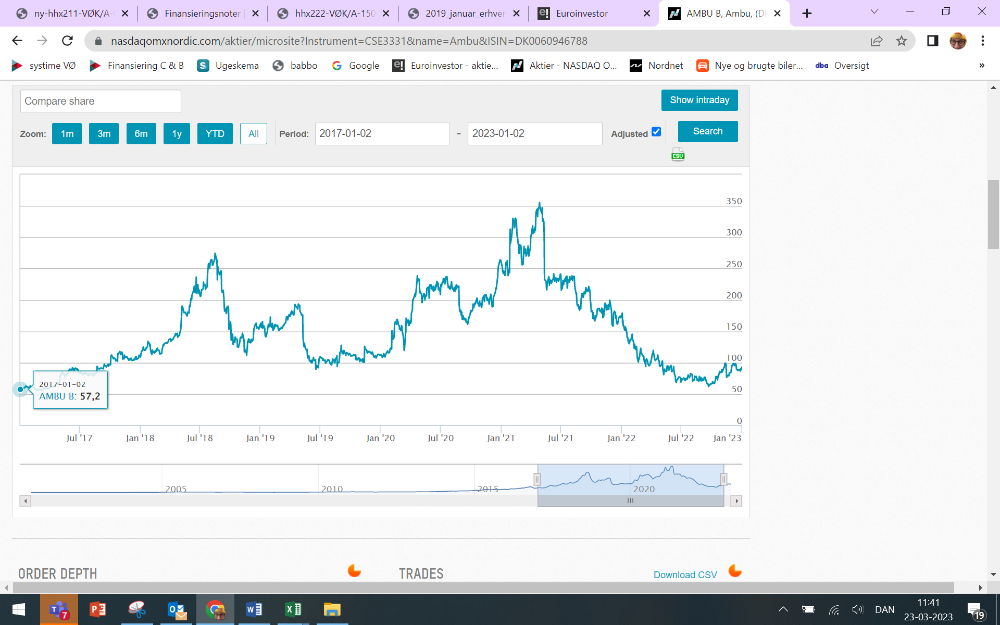 ny-hhx211-VØK/A-
Finansieringsnoter
hhx222-VØK/A-150
2019_januar_erhver
Euroinvestor
AMBU B, Ambu, (D
nasdaqomxnordic.com/aktier/microsite?Instrument=CSE3331&name=Ambu&ISIN=DK0060946788
systime VØ
Finansiering C & B
Ugeskema
babbo
Google
Euroinvestor - aktie...
Aktier - NASDAQ O...
Nordnet
Nye og brugte biler...
dba
Oversigt
»
Compare share
Show intraday
Zoom: 1m 3m 6m 1y YTD All Period: 2017-01-02 - 2023-01-02 Adjusted Search
CSV
350
300
250
200
150
100
50
0
2017-01-02
AMBU B: 57,2
Jul '17 Jan '18 Jul '18 Jan '19 Jul '19 Jan '20 Jul '20 Jan '21 Jul '21 Jan '22 Jul '22 Jan '23
2005 2010 2015 2020
ORDER DEPTH
TRADES
Download CSV
7
DAN
11:41
23-03-2023
19